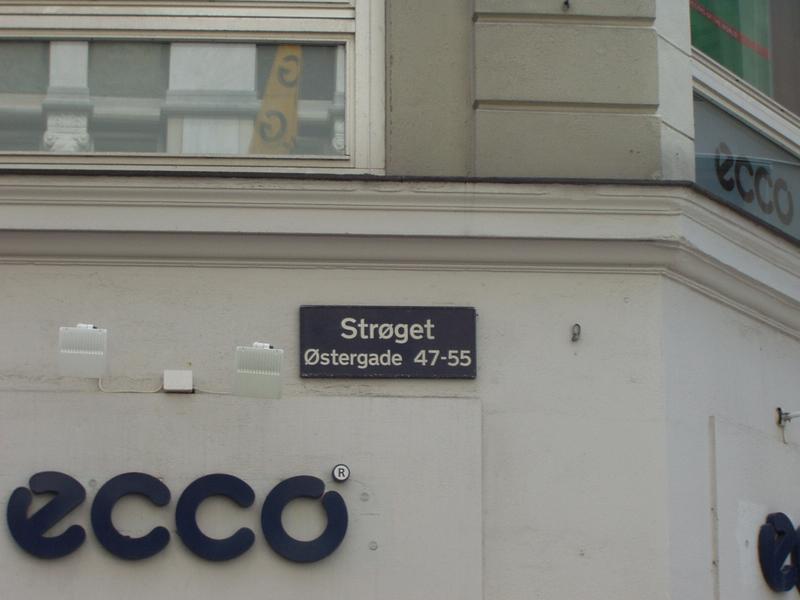 ecco
Strøget
Østergade 47-55
ecco®